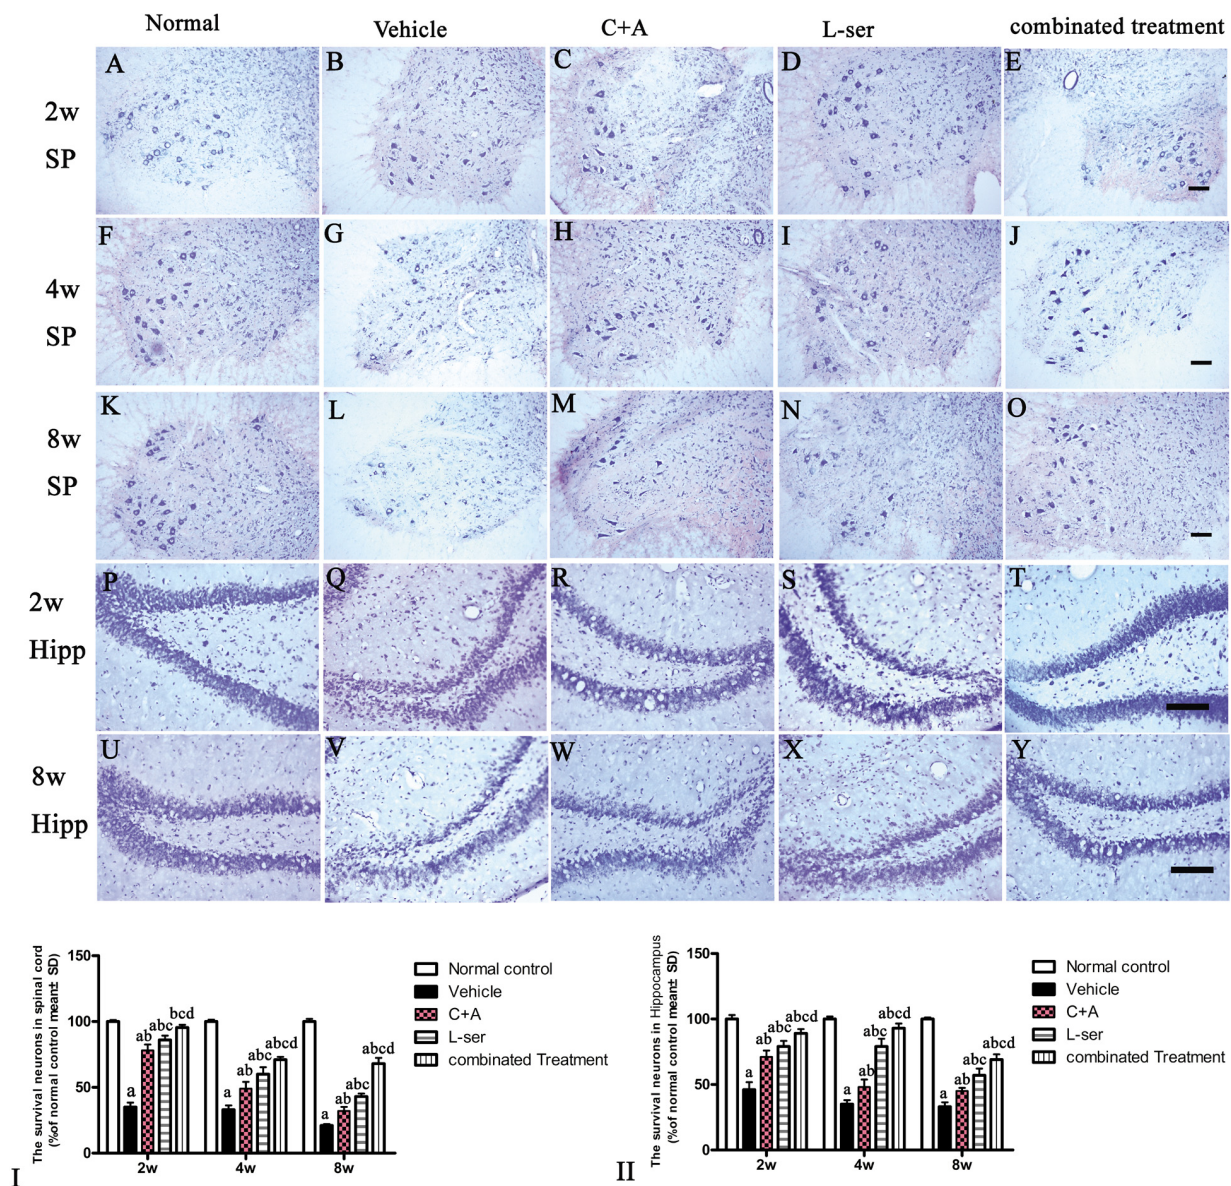 Normal Vehicle C+A L-ser combinated treatment
A B C D E
2w
SP
F G H I J
4w
SP
K L M N O
8w
SP
P Q R S T
2w
Hipp
U V W X Y
8w
Hipp
The survival neurons in spinal cord
(%of normal control mean± SD)
150
100
50
0
a ab abc bcd
a ab abc abcd
a ab abc abcd
2w 4w 8w
Normal control
Vehicle
C+A
L-ser
combinated Treatment
I
The survival neurons in Hippocampus
(%of normal control mean± SD)
150
100
50
0
a ab abc abcd
a ab abc abcd
a ab abc abcd
2w 4w 8w
Normal control
Vehicle
C+A
L-ser
combinated Treatment
II